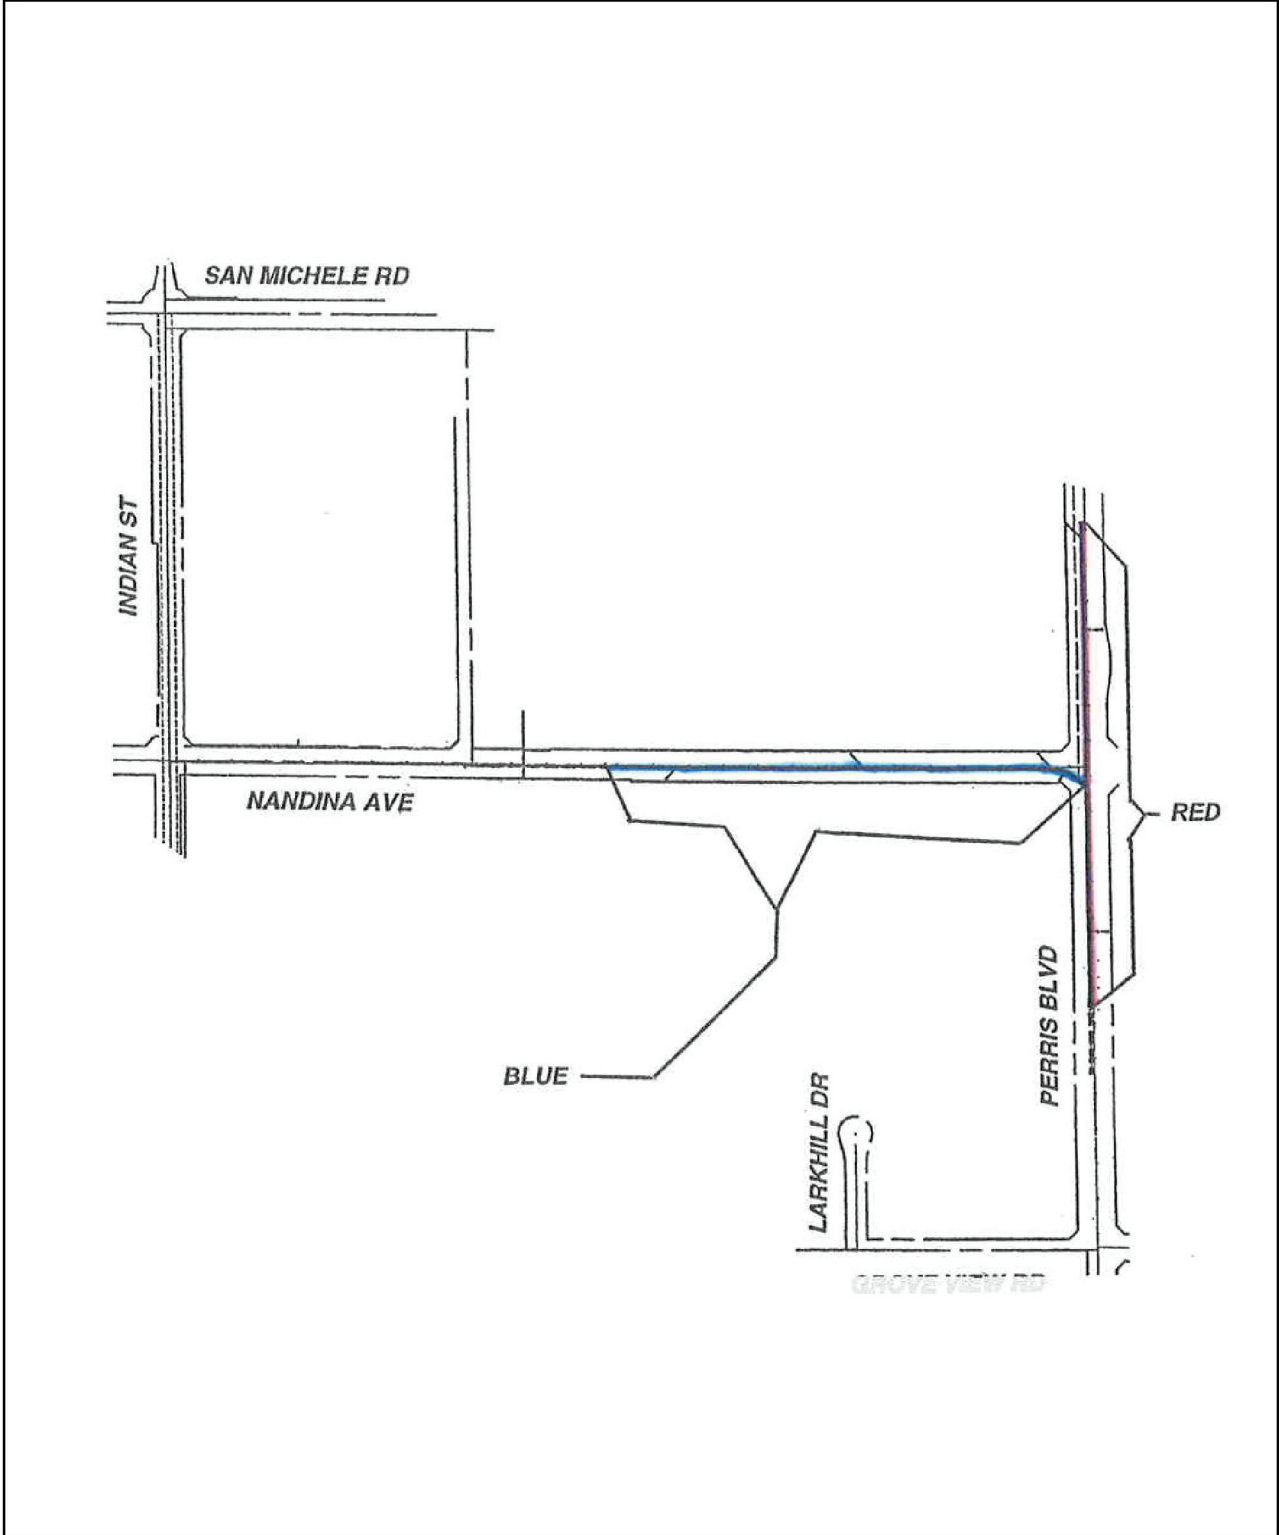 SAN MICHELE RD
INDIAN ST
NANDINA AVE
RED
PERRIS BLVD
BLUE
LARKHILL DR
GROVE VIEW RD